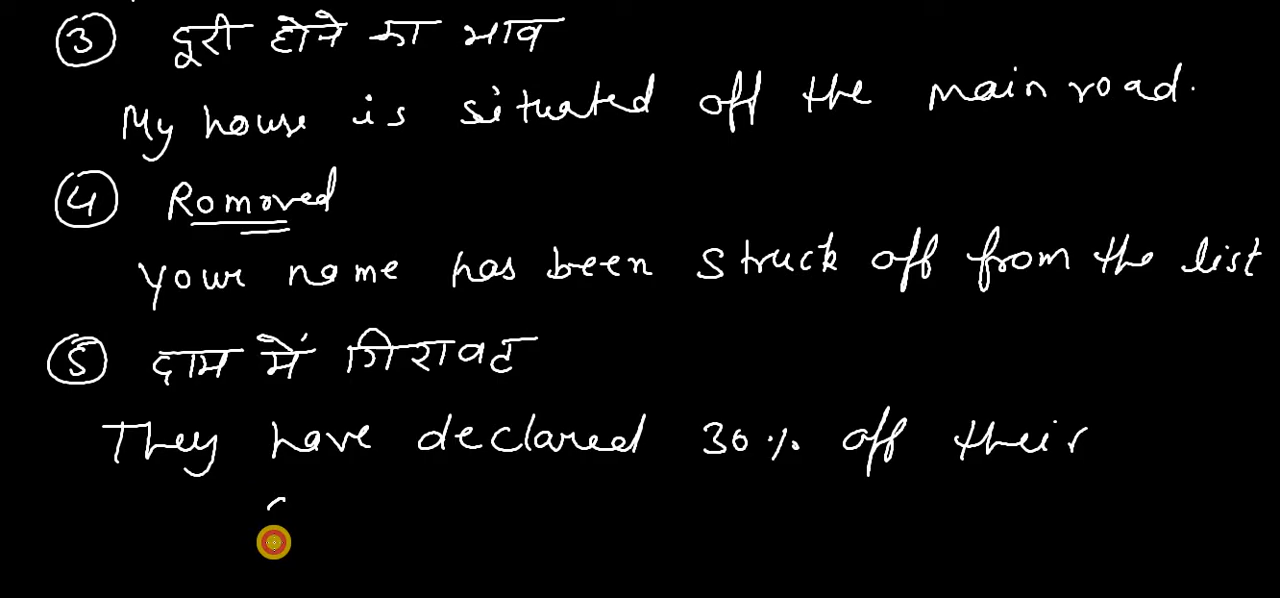 ③ दूरी होने का भाव
My house is situated off the main road.
④ Romoved
Your name has been struck off from the list
⑤ दाम में गिरावट
They have declared 30% off their